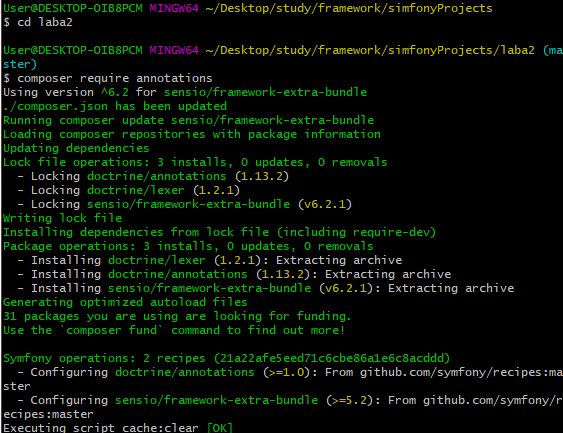 User@DESKTOP-OIB8PCM MINGW64 ~/Desktop/study/framework/simfonyProjects
$ cd laba2
User@DESKTOP-OIB8PCM MINGW64 ~/Desktop/study/framework/simfonyProjects/laba2 (ma
ster)
$ composer require annotations
Using version ^6.2 for sensio/framework-extra-bundle
./composer.json has been updated
Running composer update sensio/framework-extra-bundle
Loading composer repositories with package information
Updating dependencies
Lock file operations: 3 installs, 0 updates, 0 removals
  - Locking doctrine/annotations (1.13.2)
  - Locking doctrine/lexer (1.2.1)
  - Locking sensio/framework-extra-bundle (v6.2.1)
Writing lock file
Installing dependencies from lock file (including require-dev)
Package operations: 3 installs, 0 updates, 0 removals
  - Installing doctrine/lexer (1.2.1): Extracting archive
  - Installing doctrine/annotations (1.13.2): Extracting archive
  - Installing sensio/framework-extra-bundle (v6.2.1): Extracting archive
Generating optimized autoload files
31 packages you are using are looking for funding.
Use the `composer fund` command to find out more!
Symfony operations: 2 recipes (21a22afe5eed71c6cbe86a1e6c8acddd)
  - Configuring doctrine/annotations (>=1.0): From github.com/symfony/recipes:ma
ster
  - Configuring sensio/framework-extra-bundle (>=5.2): From github.com/symfony/r
ecipes:master
Executing script cache:clear [OK]